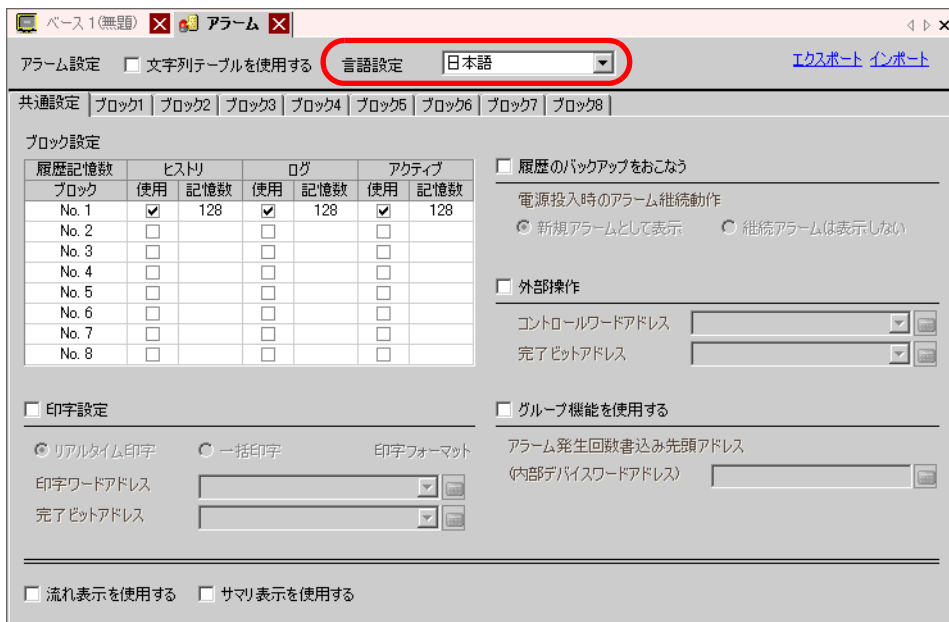 ベース 1(無題) アラーム
アラーム設定 文字列テーブルを使用する 言語設定 日本語 エクスポート インポート
共通設定 ブロック1 ブロック2 ブロック3 ブロック4 ブロック5 ブロック6 ブロック7 ブロック8
ブロック設定
履歴記憶数 ヒストリ ログ アクティブ
ブロック 使用 記憶数 使用 記憶数 使用 記憶数
No. 1 128 128 128
No. 2
No. 3
No. 4
No. 5
No. 6
No. 7
No. 8
履歴のバックアップをおこなう
電源投入時のアラーム継続動作
新規アラームとして表示 継続アラームは表示しない
外部操作
コントロールワードアドレス
完了ビットアドレス
印字設定
リアルタイム印字 一括印字 印字フォーマット
印字ワードアドレス
完了ビットアドレス
グループ機能を使用する
アラーム発生回数書込み先頭アドレス
(内部デバイスワードアドレス)
流れ表示を使用する サマリ表示を使用する